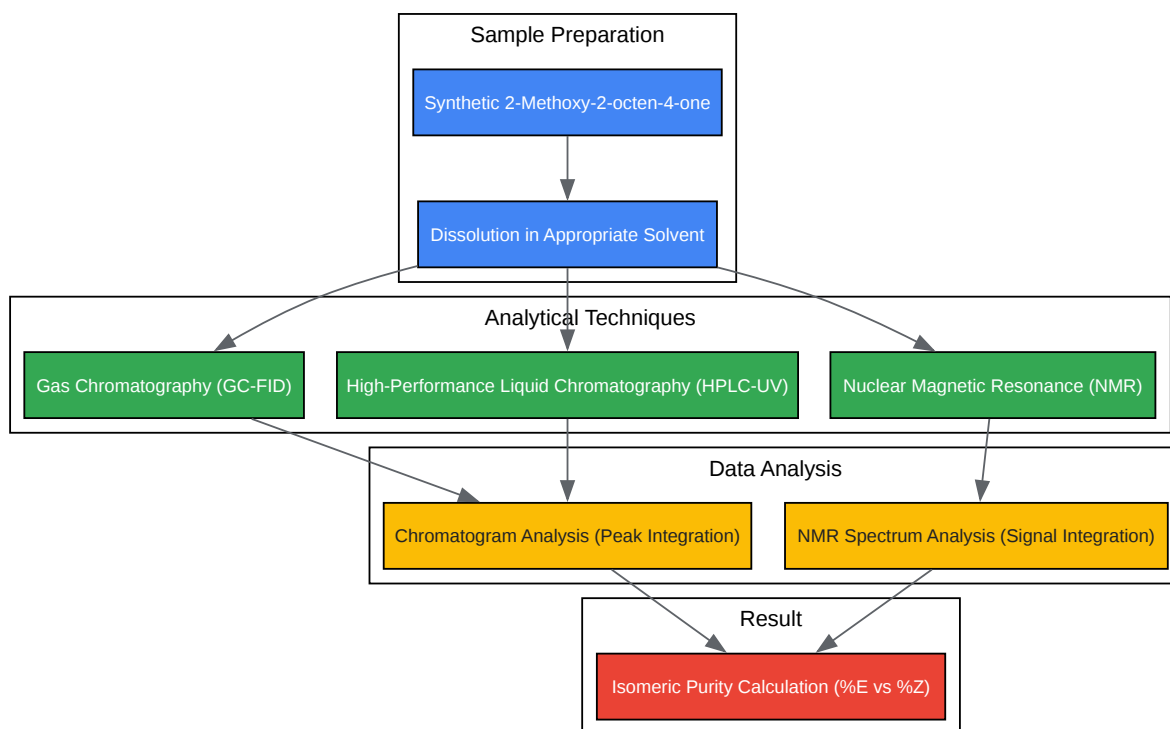 Sample Preparation
Synthetic 2-Methoxy-2-octen-4-one
Dissolution in Appropriate Solvent
Analytical Techniques
Gas Chromatography (GC-FID)
High-Performance Liquid Chromatography (HPLC-UV)
Nuclear Magnetic Resonance (NMR)
Data Analysis
Chromatogram Analysis (Peak Integration)
NMR Spectrum Analysis (Signal Integration)
Result
Isomeric Purity Calculation (%E vs %Z)